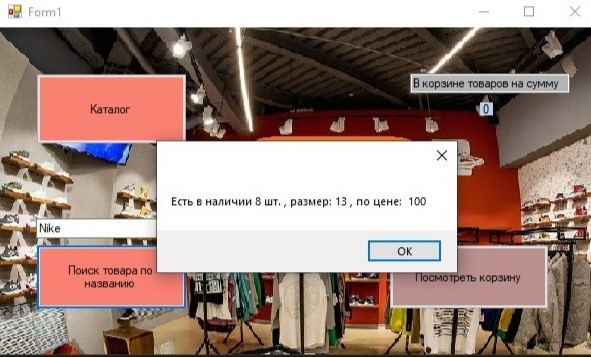 Form1
Каталог
В корзине товаров на сумму
0
Есть в наличии 8 шт. , размер: 13 , по цене:  100
OK
Nike
Поиск товара по
названию
Посмотреть корзину